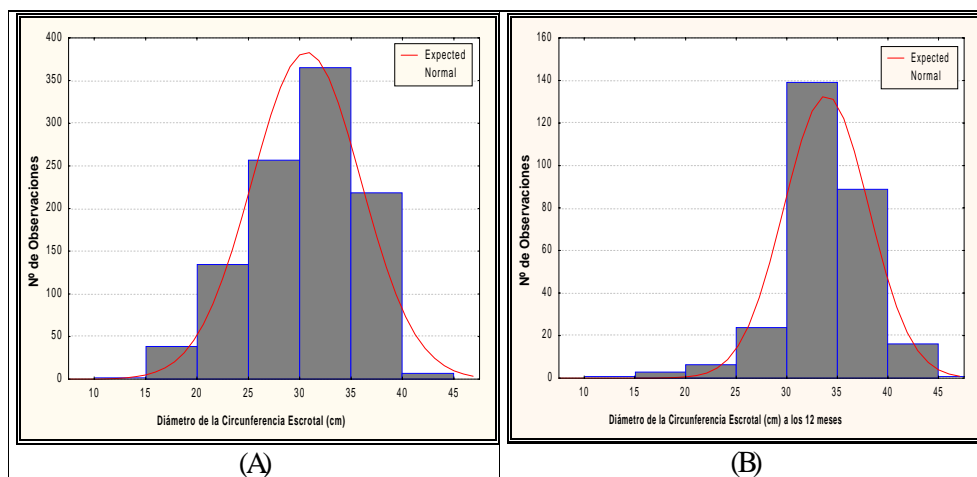 400
350
300
250
200
150
100
50
0
Nº de Observaciones
Expected
Normal
10 15 20 25 30 35 40 45
Diámetro de la Circunferencia Escrotal (cm)
(A)
160
140
120
100
80
60
40
20
0
Nº de Observaciones
Expected
Normal
10 15 20 25 30 35 40 45
Diámetro de la Circunferencia Escrotal (cm) a los 12 meses
(B)